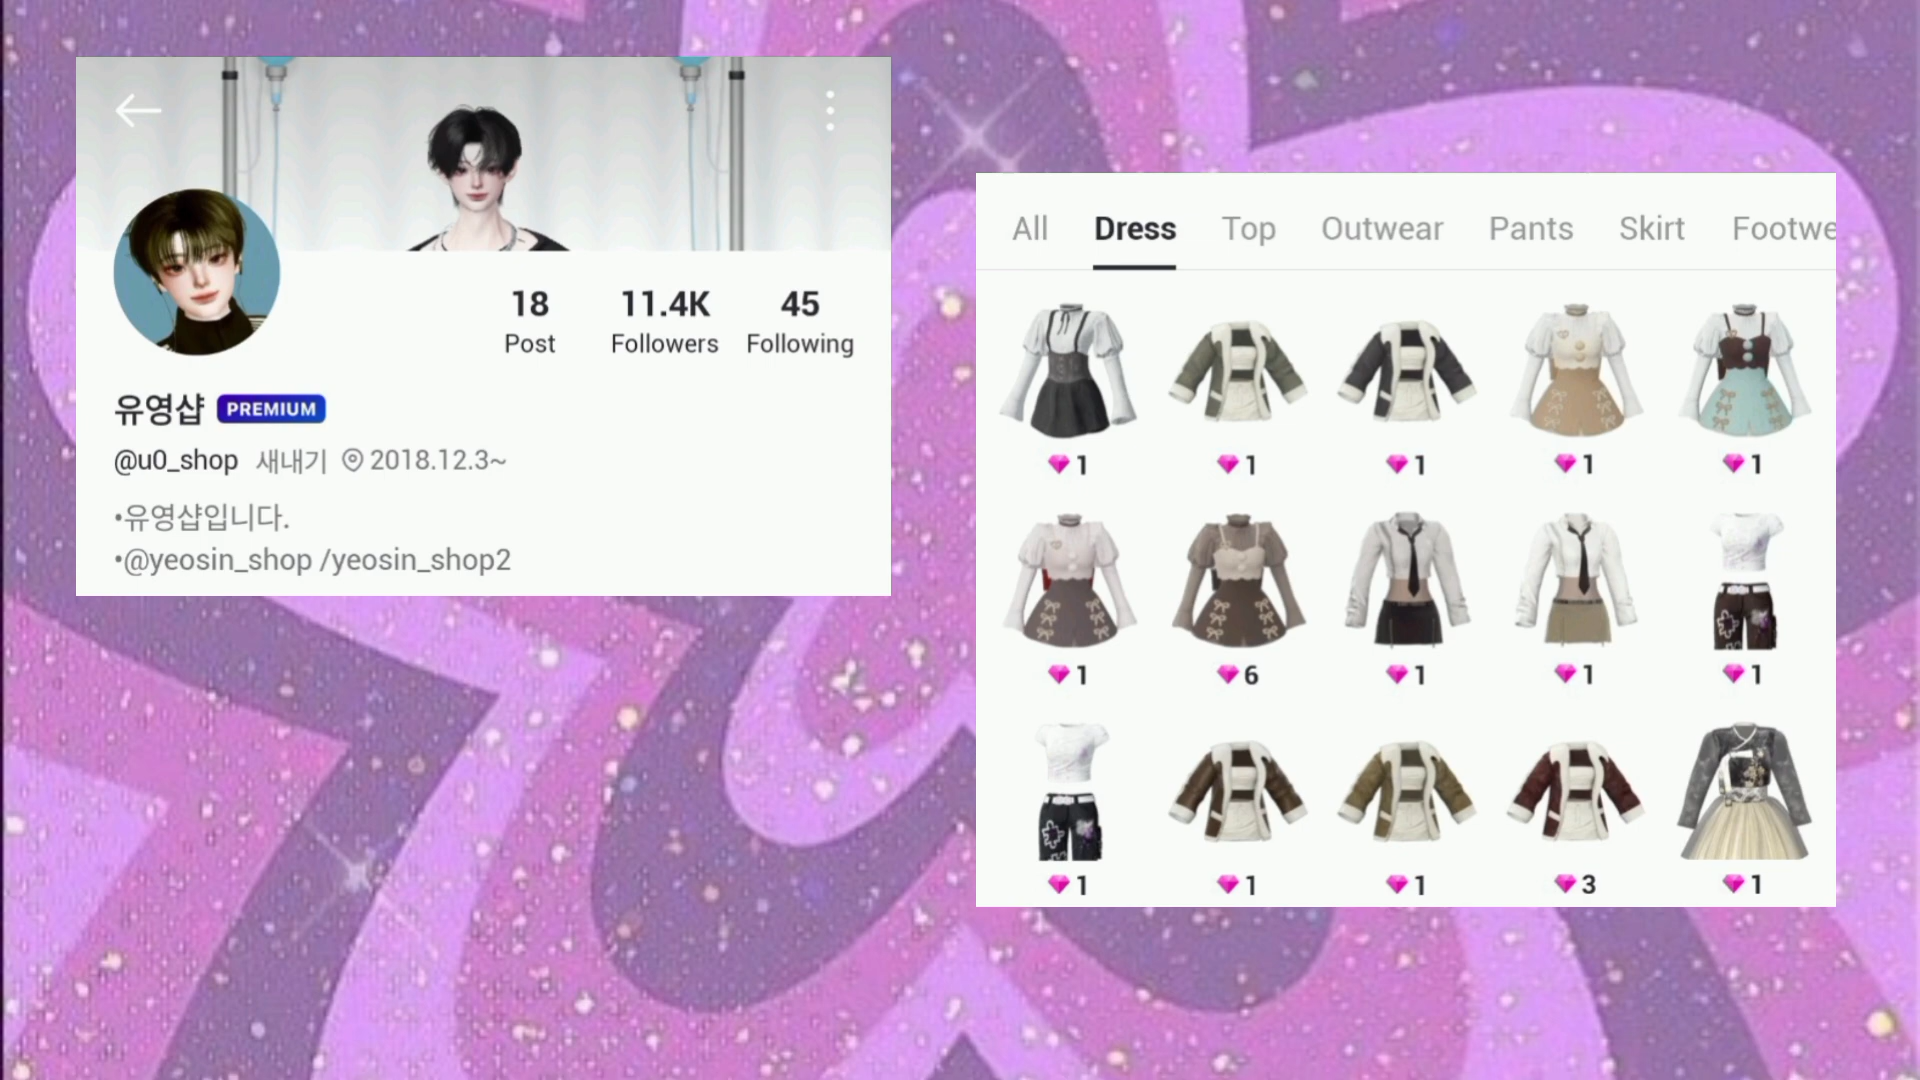 18 11.4K 45
Post Followers Following
유영샵 PREMIUM
@u0_shop 새내기 2018.12.3~
•유영샵입니다.
•@yeosin_shop /yeosin_shop2
All Dress Top Outwear Pants Skirt Footwe
1 1 1 1 1
1 6 1 1 1
1 1 1 3 1